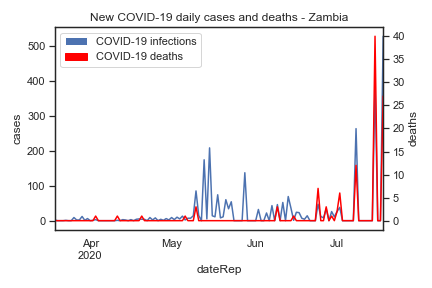 New COVID-19 daily cases and deaths - Zambia
COVID-19 infections
COVID-19 deaths
cases
500
400
300
200
100
0
deaths
40
35
30
25
20
15
10
5
0
Apr
2020
May
Jun
Jul
dateRep